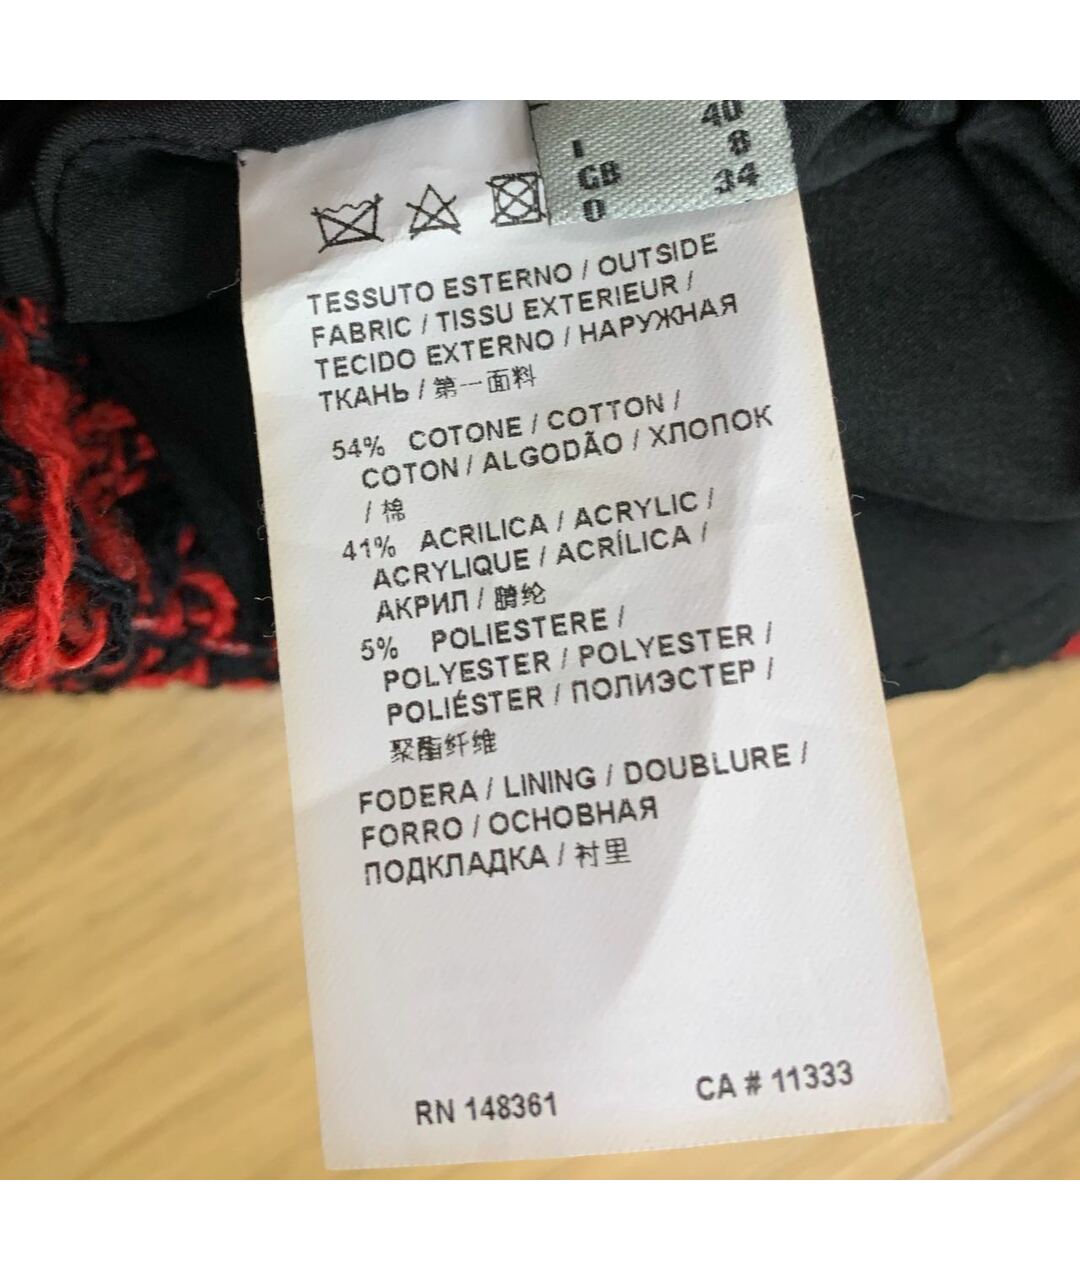 I 40
GB 8
D 34
TESSUTO ESTERNO / OUTSIDE
FABRIC / TISSU EXTERIEUR /
TECIDO EXTERNO / НАРУЖНАЯ
ТКАНЬ / 第一面料
54% COTONE / COTTON /
COTON / ALGODÃO / ХЛОПОК
/ 棉
41% ACRILICA / ACRYLIC /
ACRYLIQUE / ACRÍLICA /
АКРИЛ / 腈纶
5% POLIESTERE /
POLYESTER / POLYESTER /
POLIÉSTER / ПОЛИЭСТЕР /
聚酯纤维
FODERA / LINING / DOUBLURE /
FORRO / ОСНОВНАЯ
ПОДКЛАДКА / 衬里
RN 148361 CA # 11333